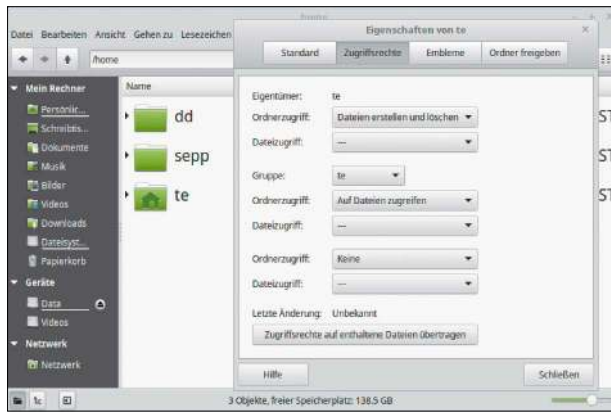 Eigenschaften von te
Datei Bearbeiten Ansicht Gehen zu Lesezeichen
Standard Zugriffsrechte Embleme Ordner freigeben
/home
Mein Rechner
Persönlic...
Schreibtis...
Dokumente
Musik
Bilder
Videos
Downloads
Dateisyst...
Papierkorb
Geräte
Data
Videos
Netzwerk
Netzwerk
Name
dd
sepp
te
Eigentümer: te
Ordnerzugriff: Dateien erstellen und löschen
Dateizugriff: ---
Gruppe: te
Ordnerzugriff: Auf Dateien zugreifen
Dateizugriff: ---
Ordnerzugriff: Keine
Dateizugriff: ---
Letzte Änderung: Unbekannt
Zugriffsrechte auf enthaltene Dateien übertragen
Hilfe Schließen
3 Objekte, freier Speicherplatz: 138.5 GB